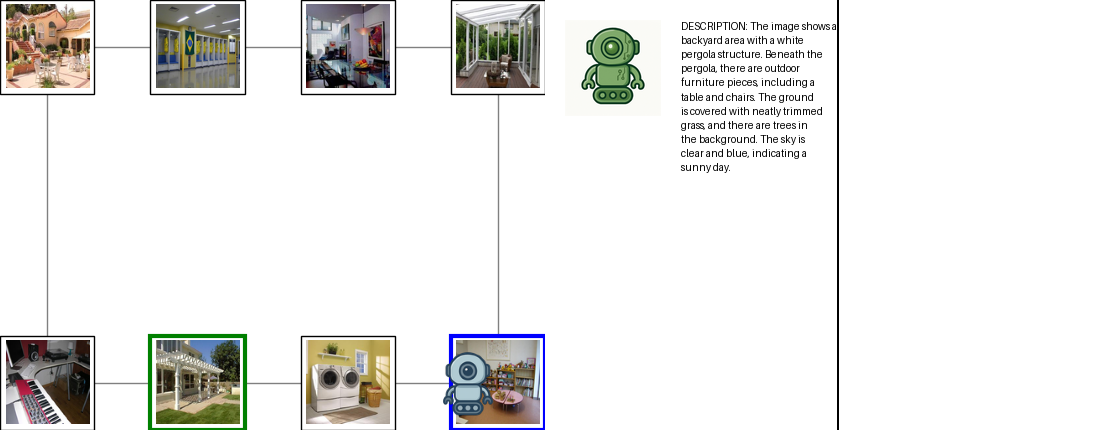 DESCRIPTION: The image shows a
backyard area with a white
pergola structure. Beneath the
pergola, there are outdoor
furniture pieces, including a
table and chairs. The ground
is covered with neatly trimmed
grass, and there are trees in
the background. The sky is
clear and blue, indicating a
sunny day.